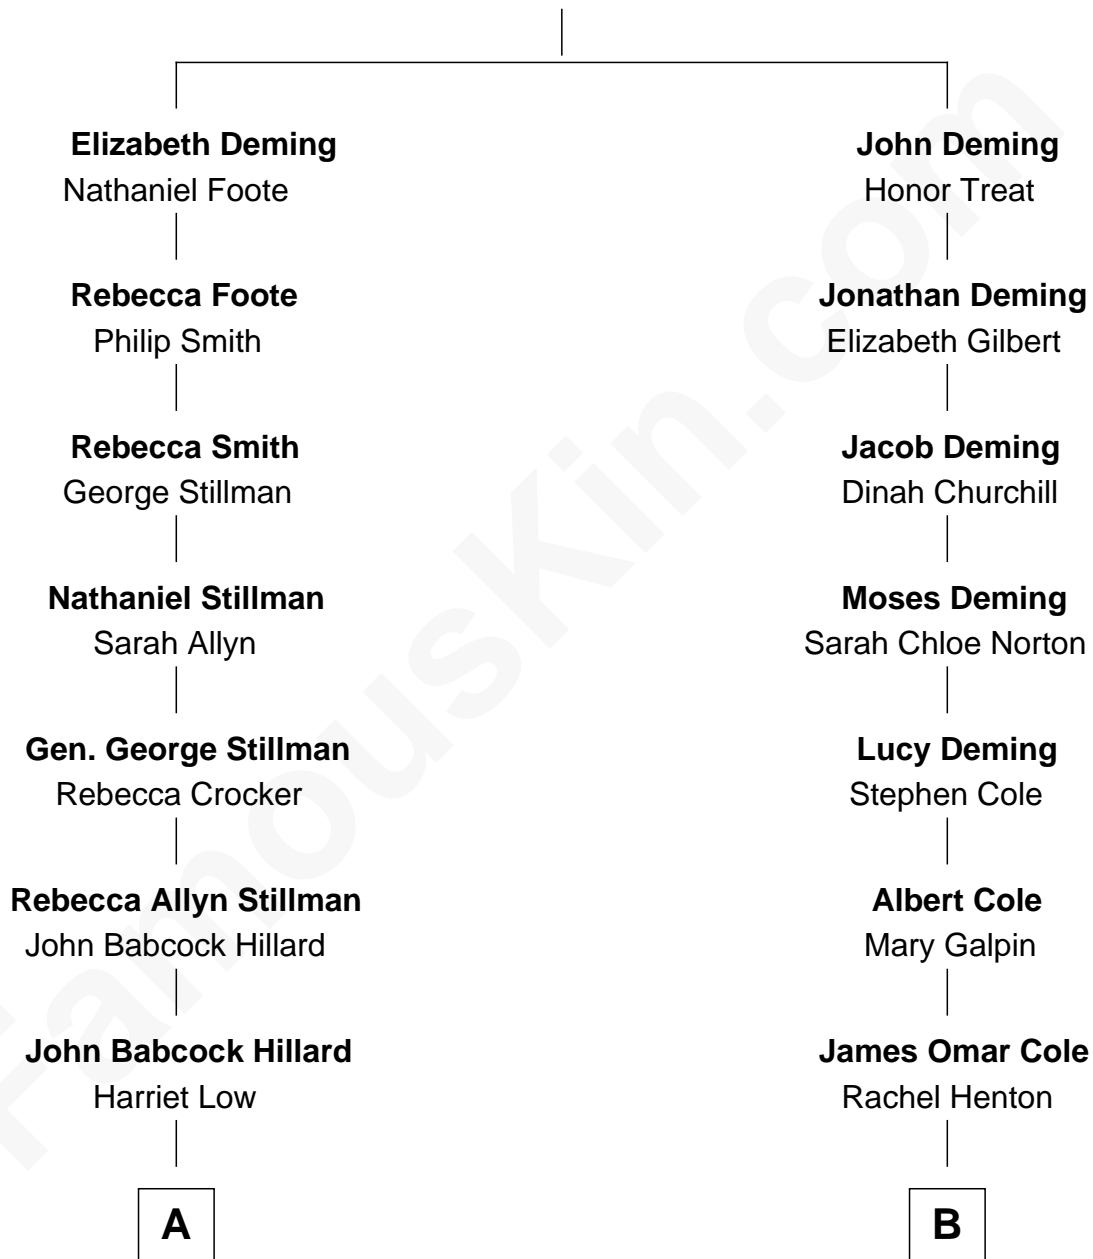 Elizabeth Deming
Nathaniel Foote
Rebecca Foote
Philip Smith
Rebecca Smith
George Stillman
Nathaniel Stillman
Sarah Allyn
Gen. George Stillman
Rebecca Crocker
Rebecca Allyn Stillman
John Babcock Hillard
John Babcock Hillard
Harriet Low
A
John Deming
Honor Treat
Jonathan Deming
Elizabeth Gilbert
Jacob Deming
Dinah Churchill
Moses Deming
Sarah Chloe Norton
Lucy Deming
Stephen Cole
Albert Cole
Mary Galpin
James Omar Cole
Rachel Henton
B
FamousKin.com